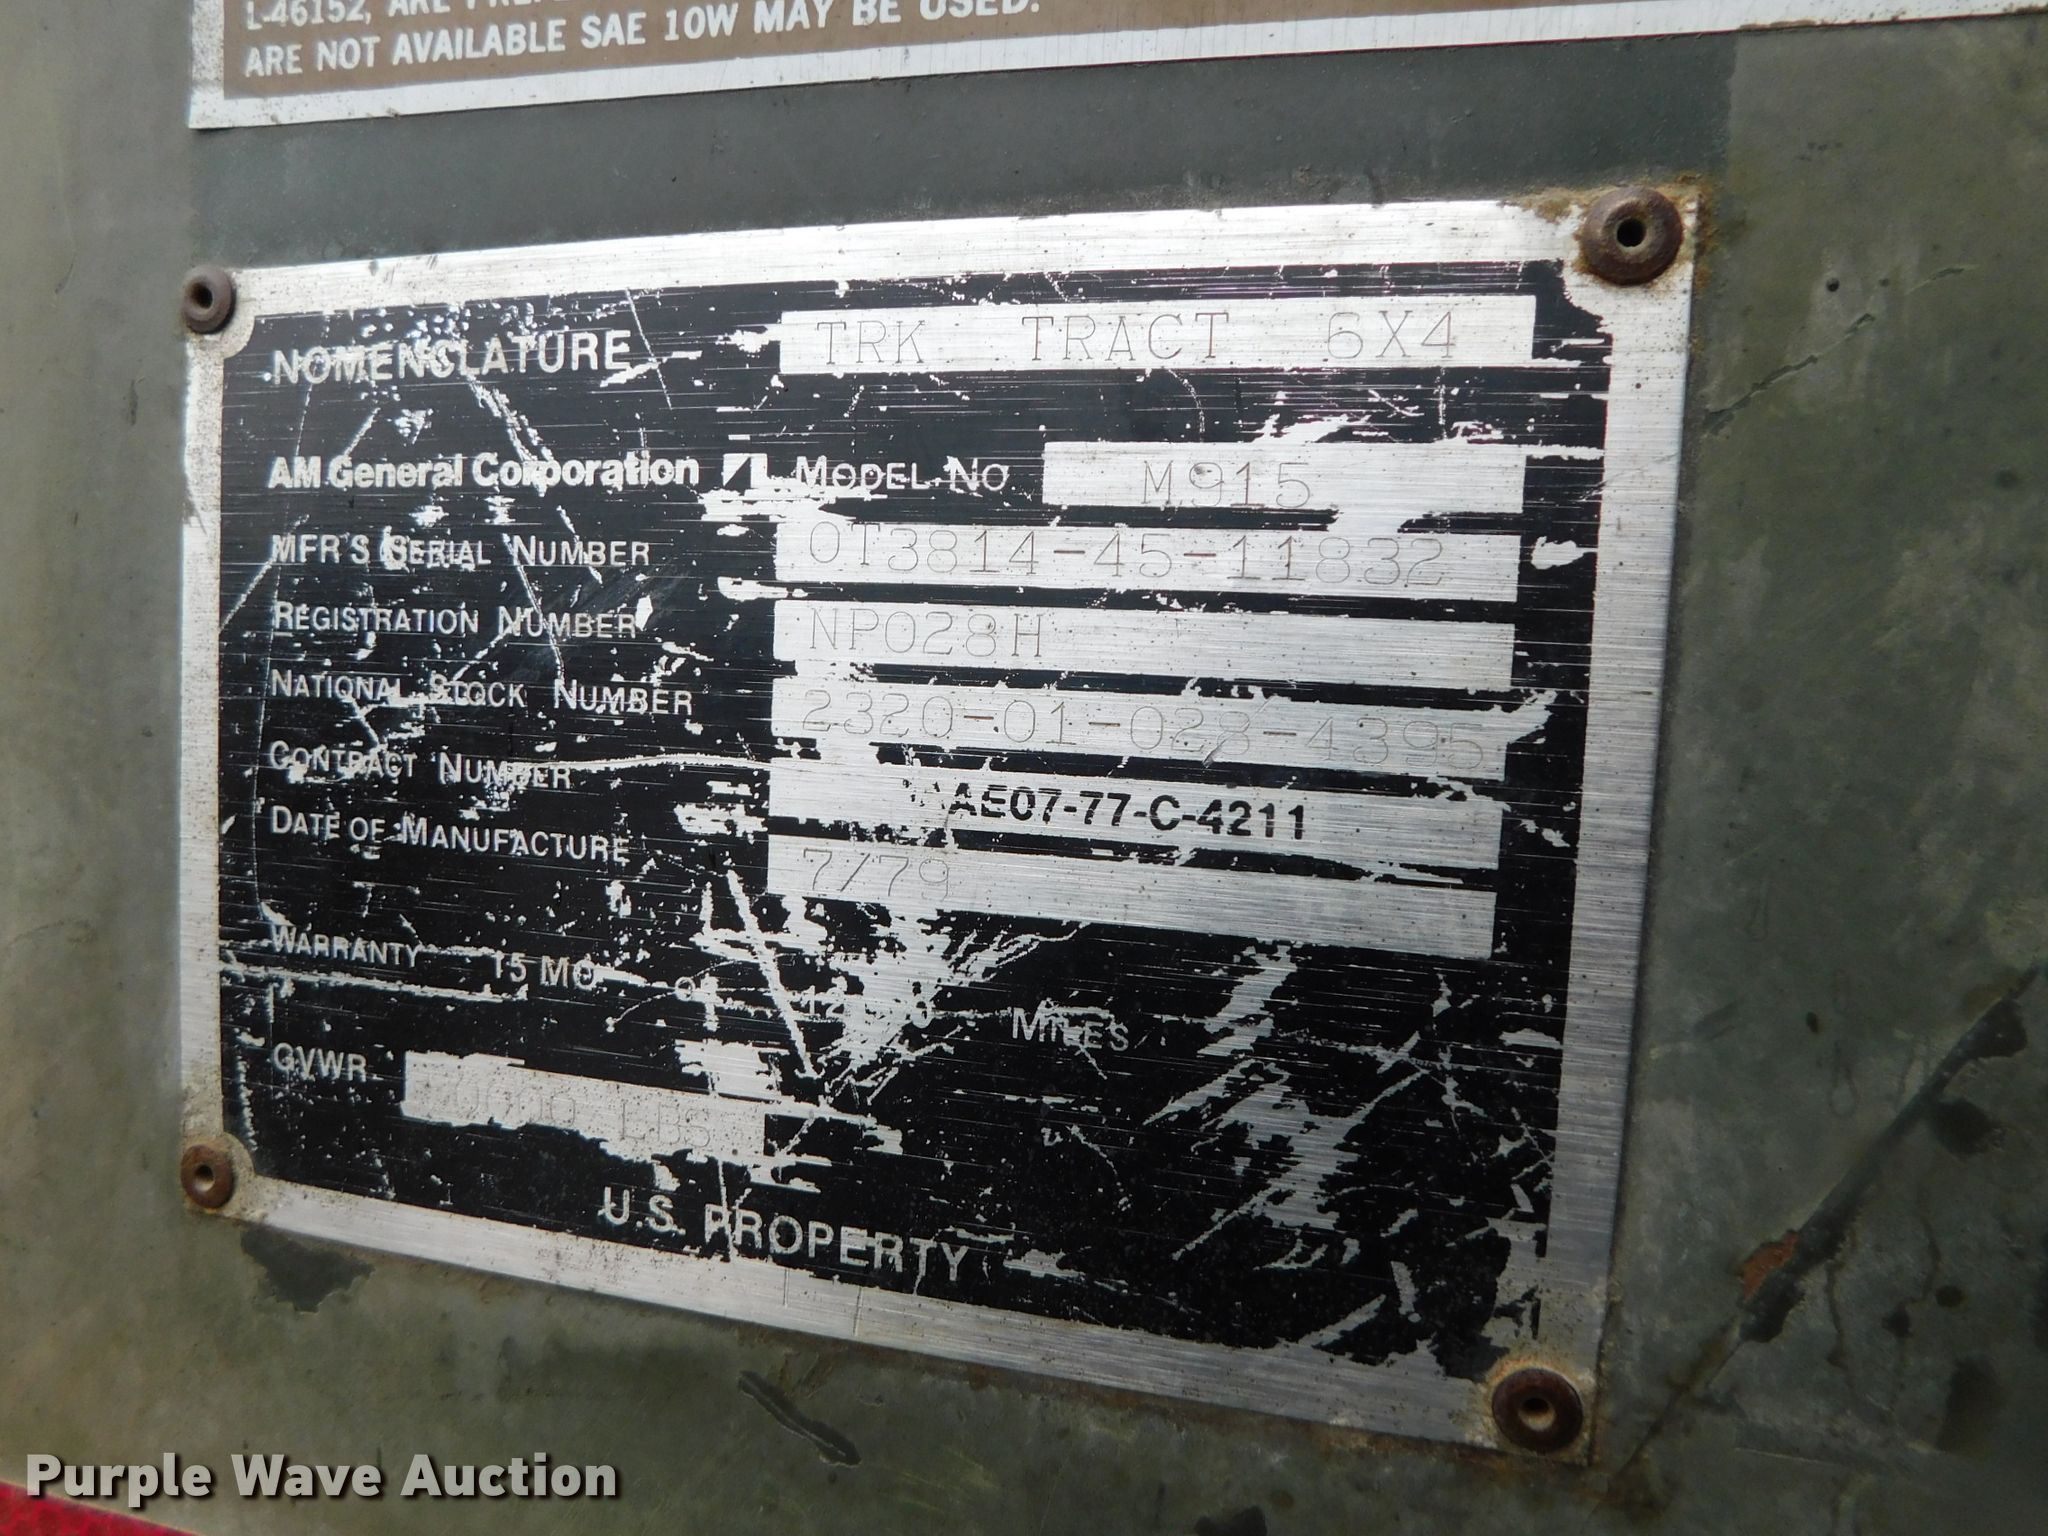 L-46152, ARE
ARE NOT AVAILABLE SAE 10W MAY BE USED.
NOMENCLATURE TRK TRACT 6X4
AM General Corporation MODEL NO M915
MFR'S SERIAL NUMBER OT3814-45-11832
REGISTRATION NUMBER NP028H
NATIONAL STOCK NUMBER 2320-01-028-4395
CONTRACT NUMBER AAE07-77-C-4211
DATE OF MANUFACTURE 7/79
WARRANTY 15 MO OR MILES
GVWR LBS
U.S. PROPERTY
Purple Wave Auction